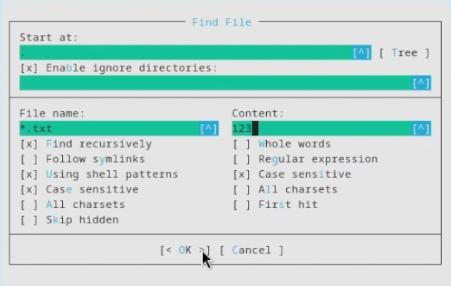 Find File
Start at:
. [^] [ Tree ]
[x] Enable ignore directories:
[^]
File name:
*.txt [^]
[x] Find recursively
[ ] Follow symlinks
[x] Using shell patterns
[x] Case sensitive
[ ] All charsets
[ ] Skip hidden
Content:
123 [^]
[ ] Whole words
[ ] Regular expression
[x] Case sensitive
[ ] All charsets
[ ] First hit
[< OK >] [ Cancel ]